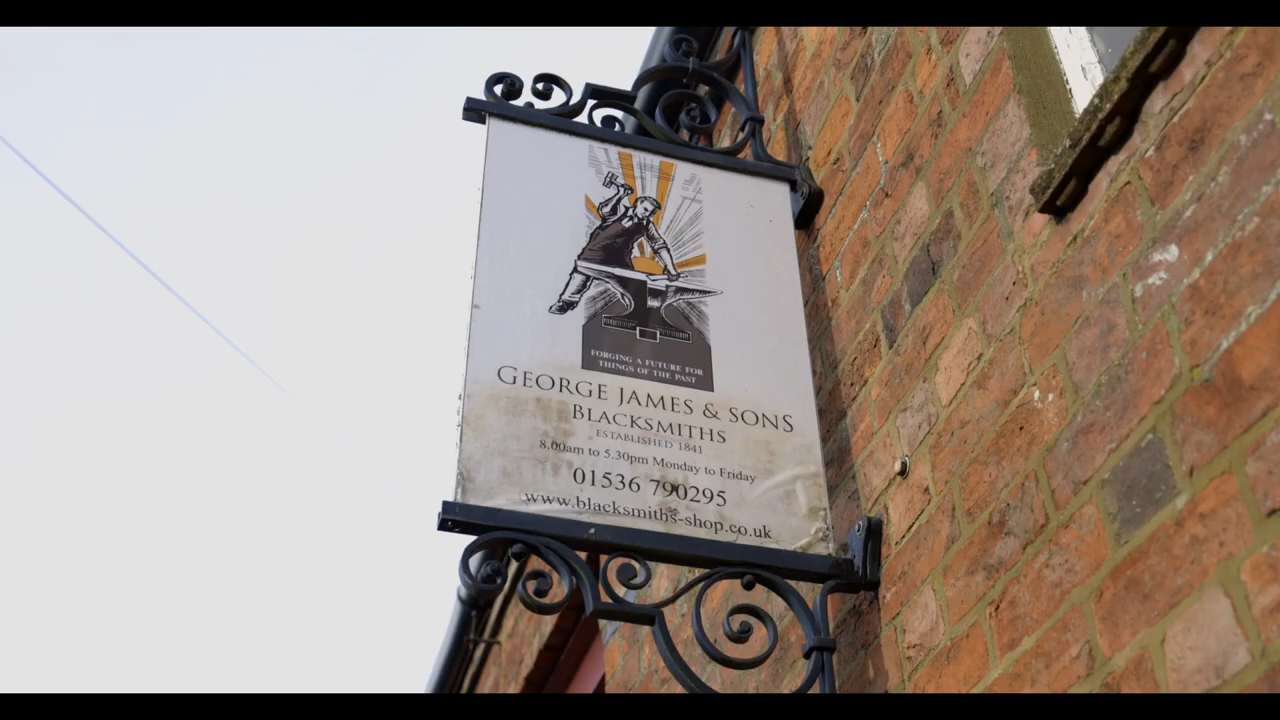 FORGING A FUTURE FOR
THINGS OF THE PAST
GEORGE JAMES & SONS
BLACKSMITHS
ESTABLISHED 1841
8.00am to 5.30pm Monday to Friday
01536 790295
www.blacksmiths-shop.co.uk